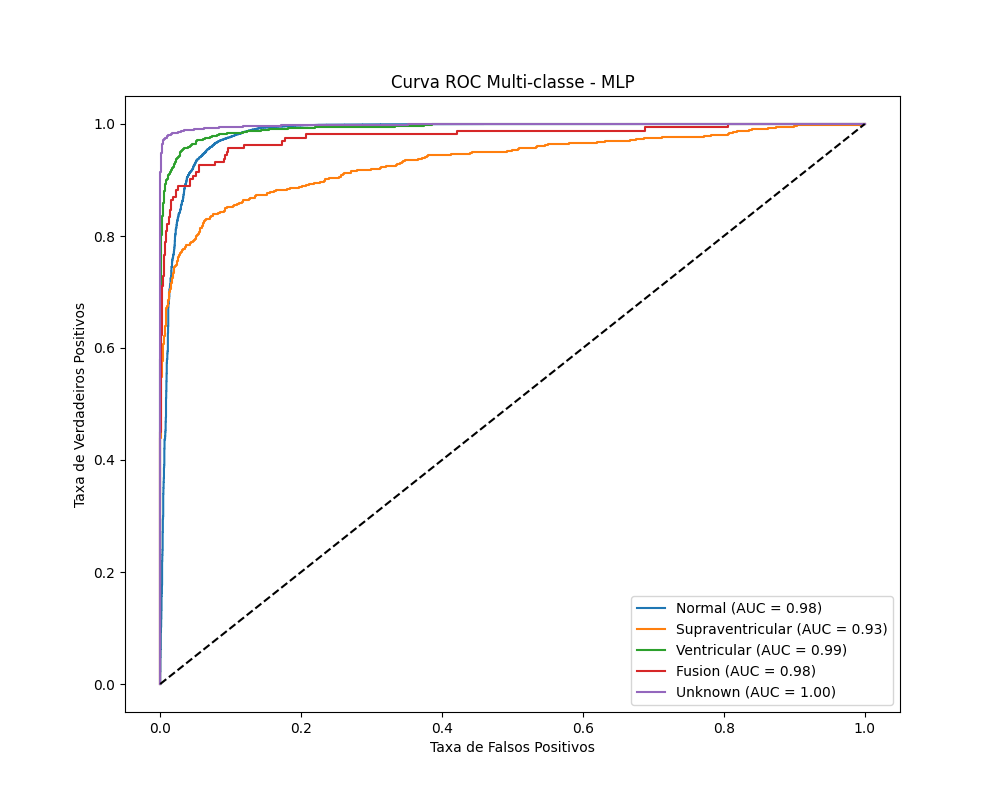 Curva ROC Multi-classe - MLP
Taxa de Verdadeiros Positivos
1.0
0.8
0.6
0.4
0.2
0.0
0.0 0.2 0.4 0.6 0.8 1.0
Taxa de Falsos Positivos
Normal (AUC = 0.98)
Supraventricular (AUC = 0.93)
Ventricular (AUC = 0.99)
Fusion (AUC = 0.98)
Unknown (AUC = 1.00)